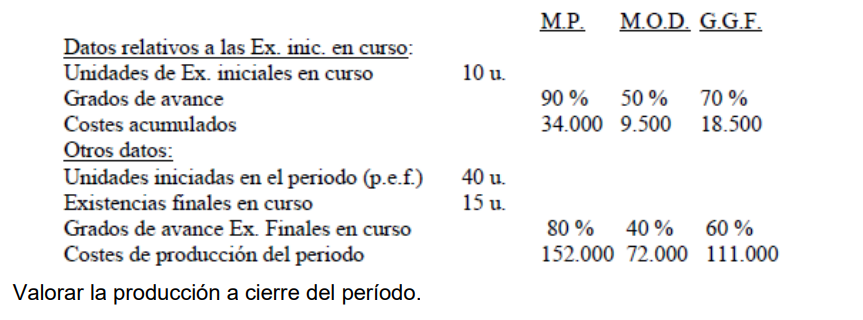 M.P. M.O.D. G.G.F.
Datos relativos a las Ex. inic. en curso:
Unidades de Ex. iniciales en curso 10 u.
Grados de avance 90 % 50 % 70 %
Costes acumulados 34.000 9.500 18.500
Otros datos:
Unidades iniciadas en el periodo (p.e.f.) 40 u.
Existencias finales en curso 15 u.
Grados de avance Ex. Finales en curso 80 % 40 % 60 %
Costes de producción del periodo 152.000 72.000 111.000
Valorar la producción a cierre del período.